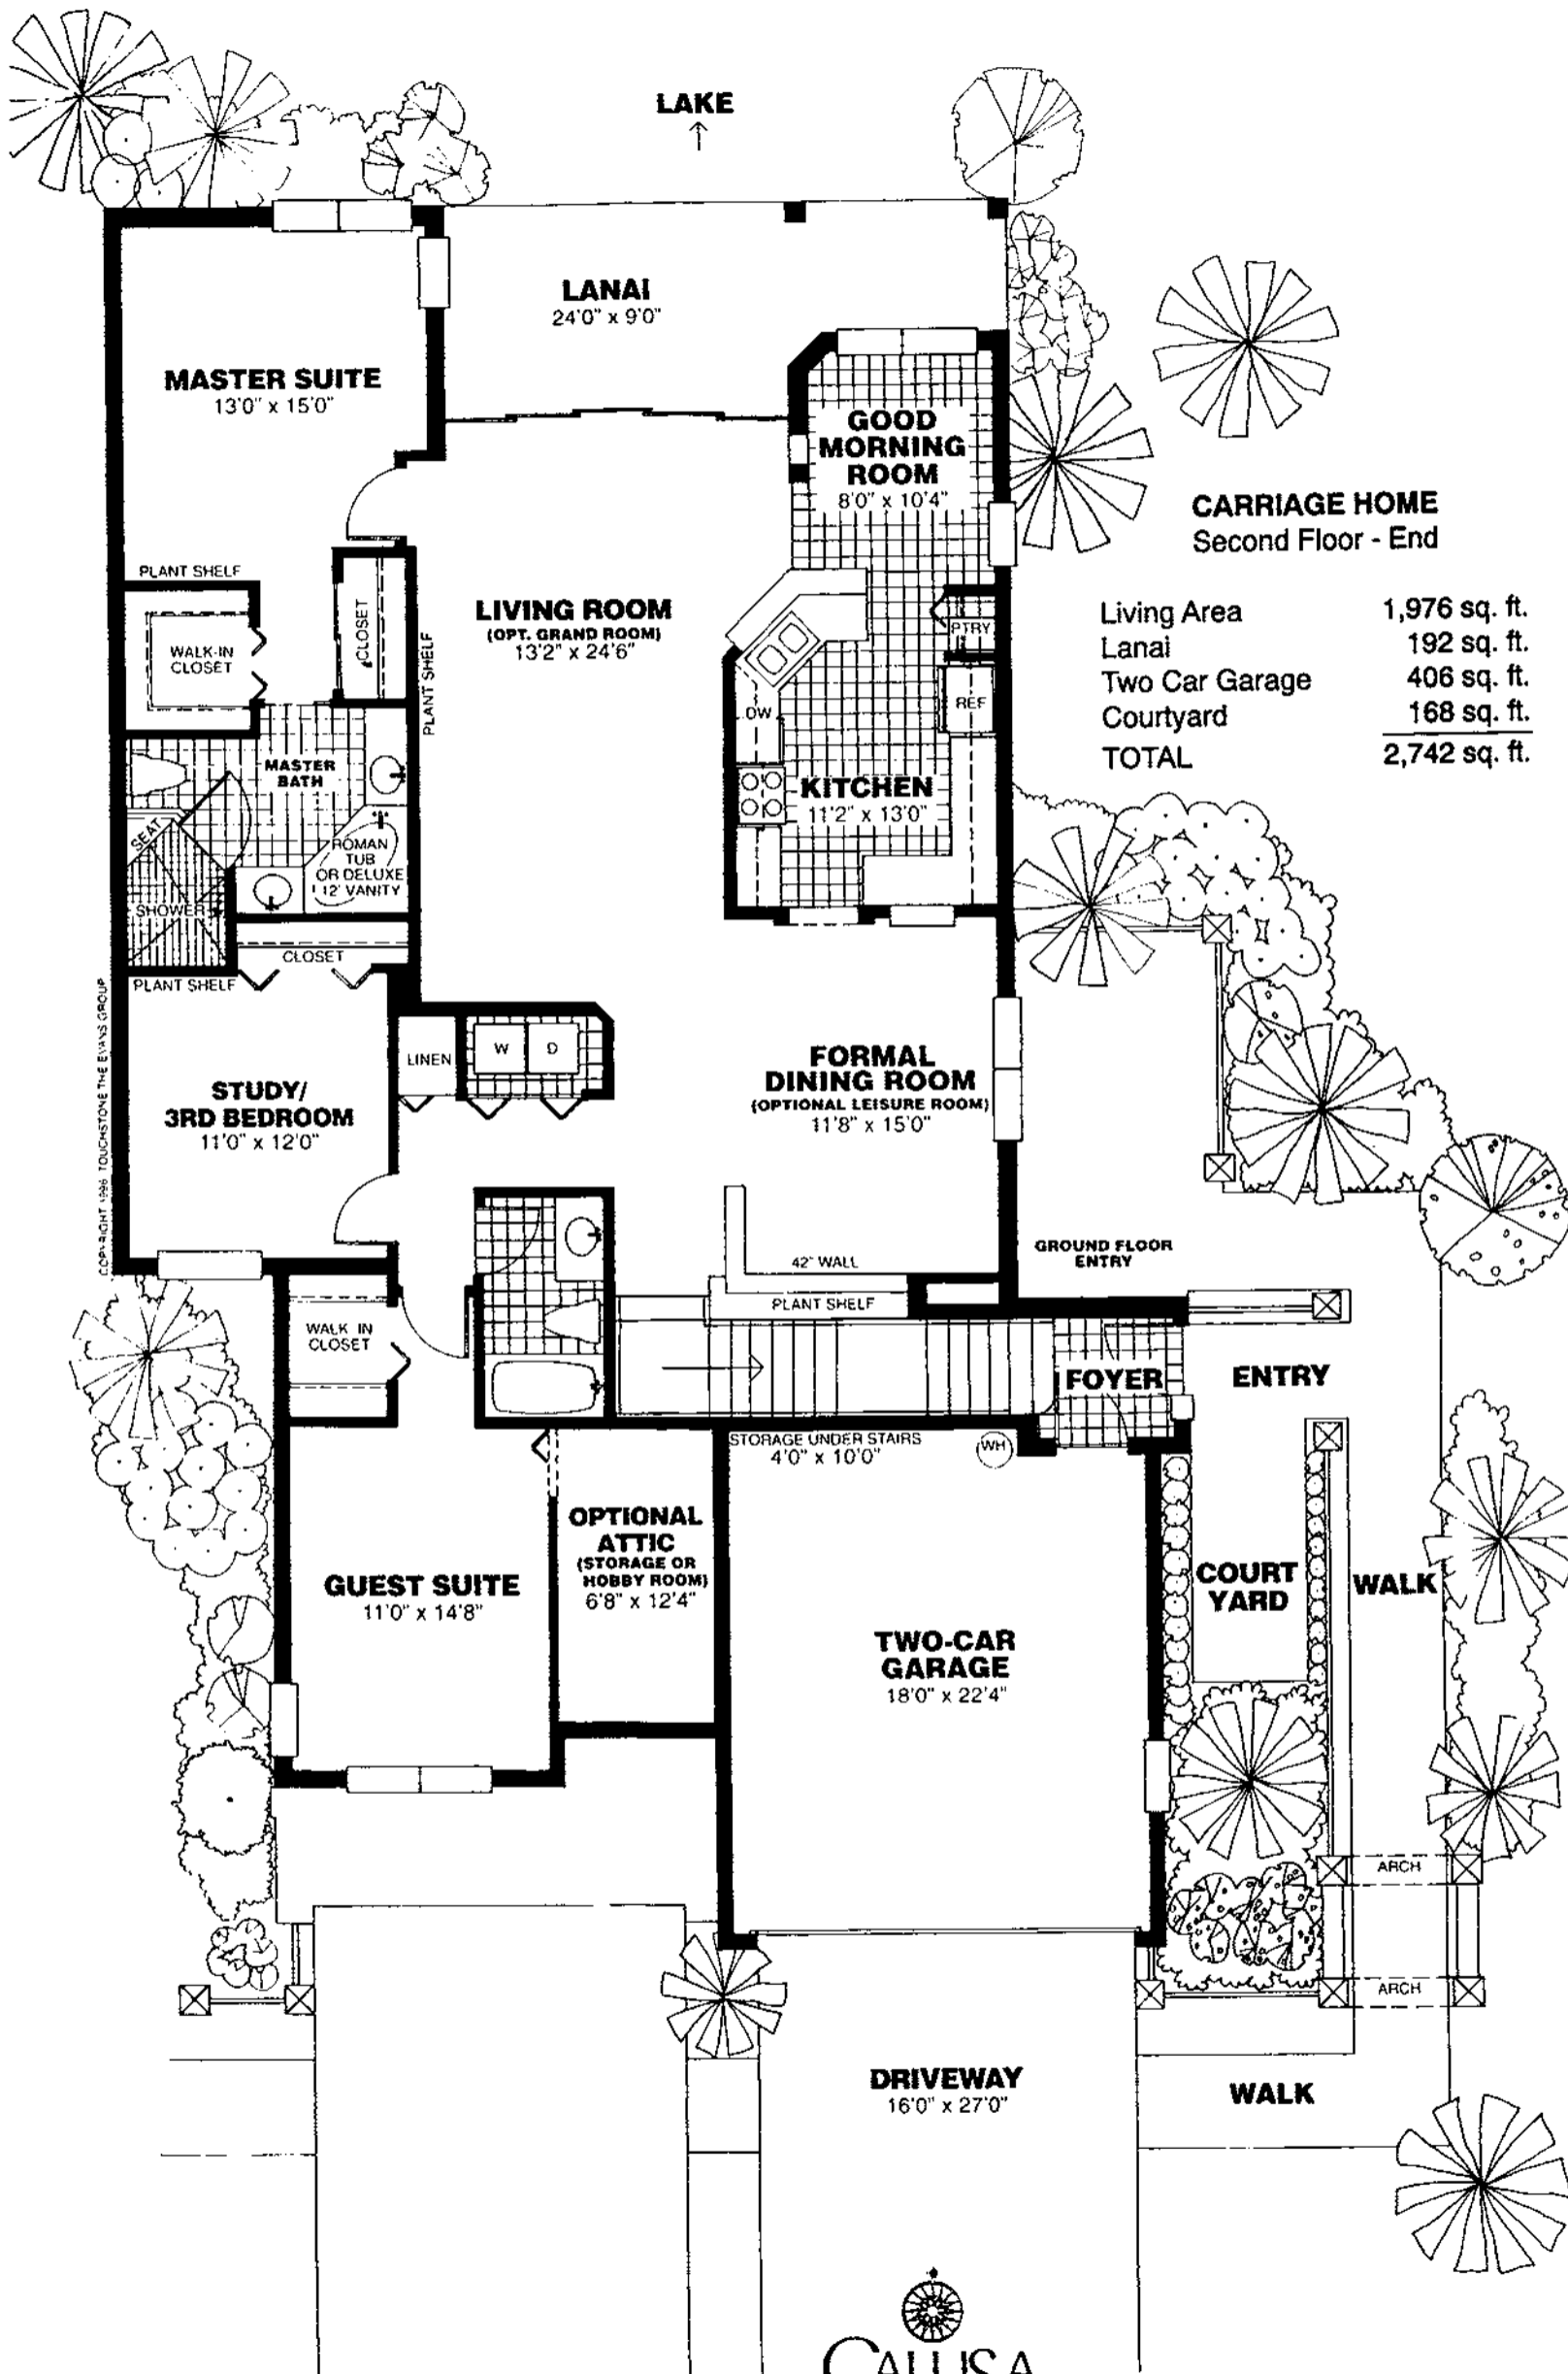 LAKE
LANAI
24'0" x 9'0"
MASTER SUITE
13'0" x 15'0"
GOOD
MORNING
ROOM
8'0" x 10'4"
CARRIAGE HOME
Second Floor - End
Living Area 1,976 sq. ft.
Lanai 192 sq. ft.
Two Car Garage 406 sq. ft.
Courtyard 168 sq. ft.
TOTAL 2,742 sq. ft.
PLANT SHELF
WALK-IN
CLOSET
CLOSET
PLANT SHELF
LIVING ROOM
(OPT. GRAND ROOM)
13'2" x 24'6"
PTRY
REF
DW
KITCHEN
11'2" x 13'0"
MASTER
BATH
SEAT
SHOWER
ROMAN
TUB
OR DELUXE
12' VANITY
CLOSET
PLANT SHELF
COPYRIGHT 1996 TOUCHSTONE THE EVANS GROUP
LINEN
W
D
STUDY/
3RD BEDROOM
11'0" x 12'0"
FORMAL
DINING ROOM
(OPTIONAL LEISURE ROOM)
11'8" x 15'0"
42" WALL
PLANT SHELF
GROUND FLOOR
ENTRY
WALK IN
CLOSET
FOYER
ENTRY
STORAGE UNDER STAIRS
4'0" x 10'0"
WH
OPTIONAL
ATTIC
(STORAGE OR
HOBBY ROOM)
6'8" x 12'4"
GUEST SUITE
11'0" x 14'8"
COURT
YARD
WALK
TWO-CAR
GARAGE
18'0" x 22'4"
ARCH
ARCH
DRIVEWAY
16'0" x 27'0"
WALK
CALUSA